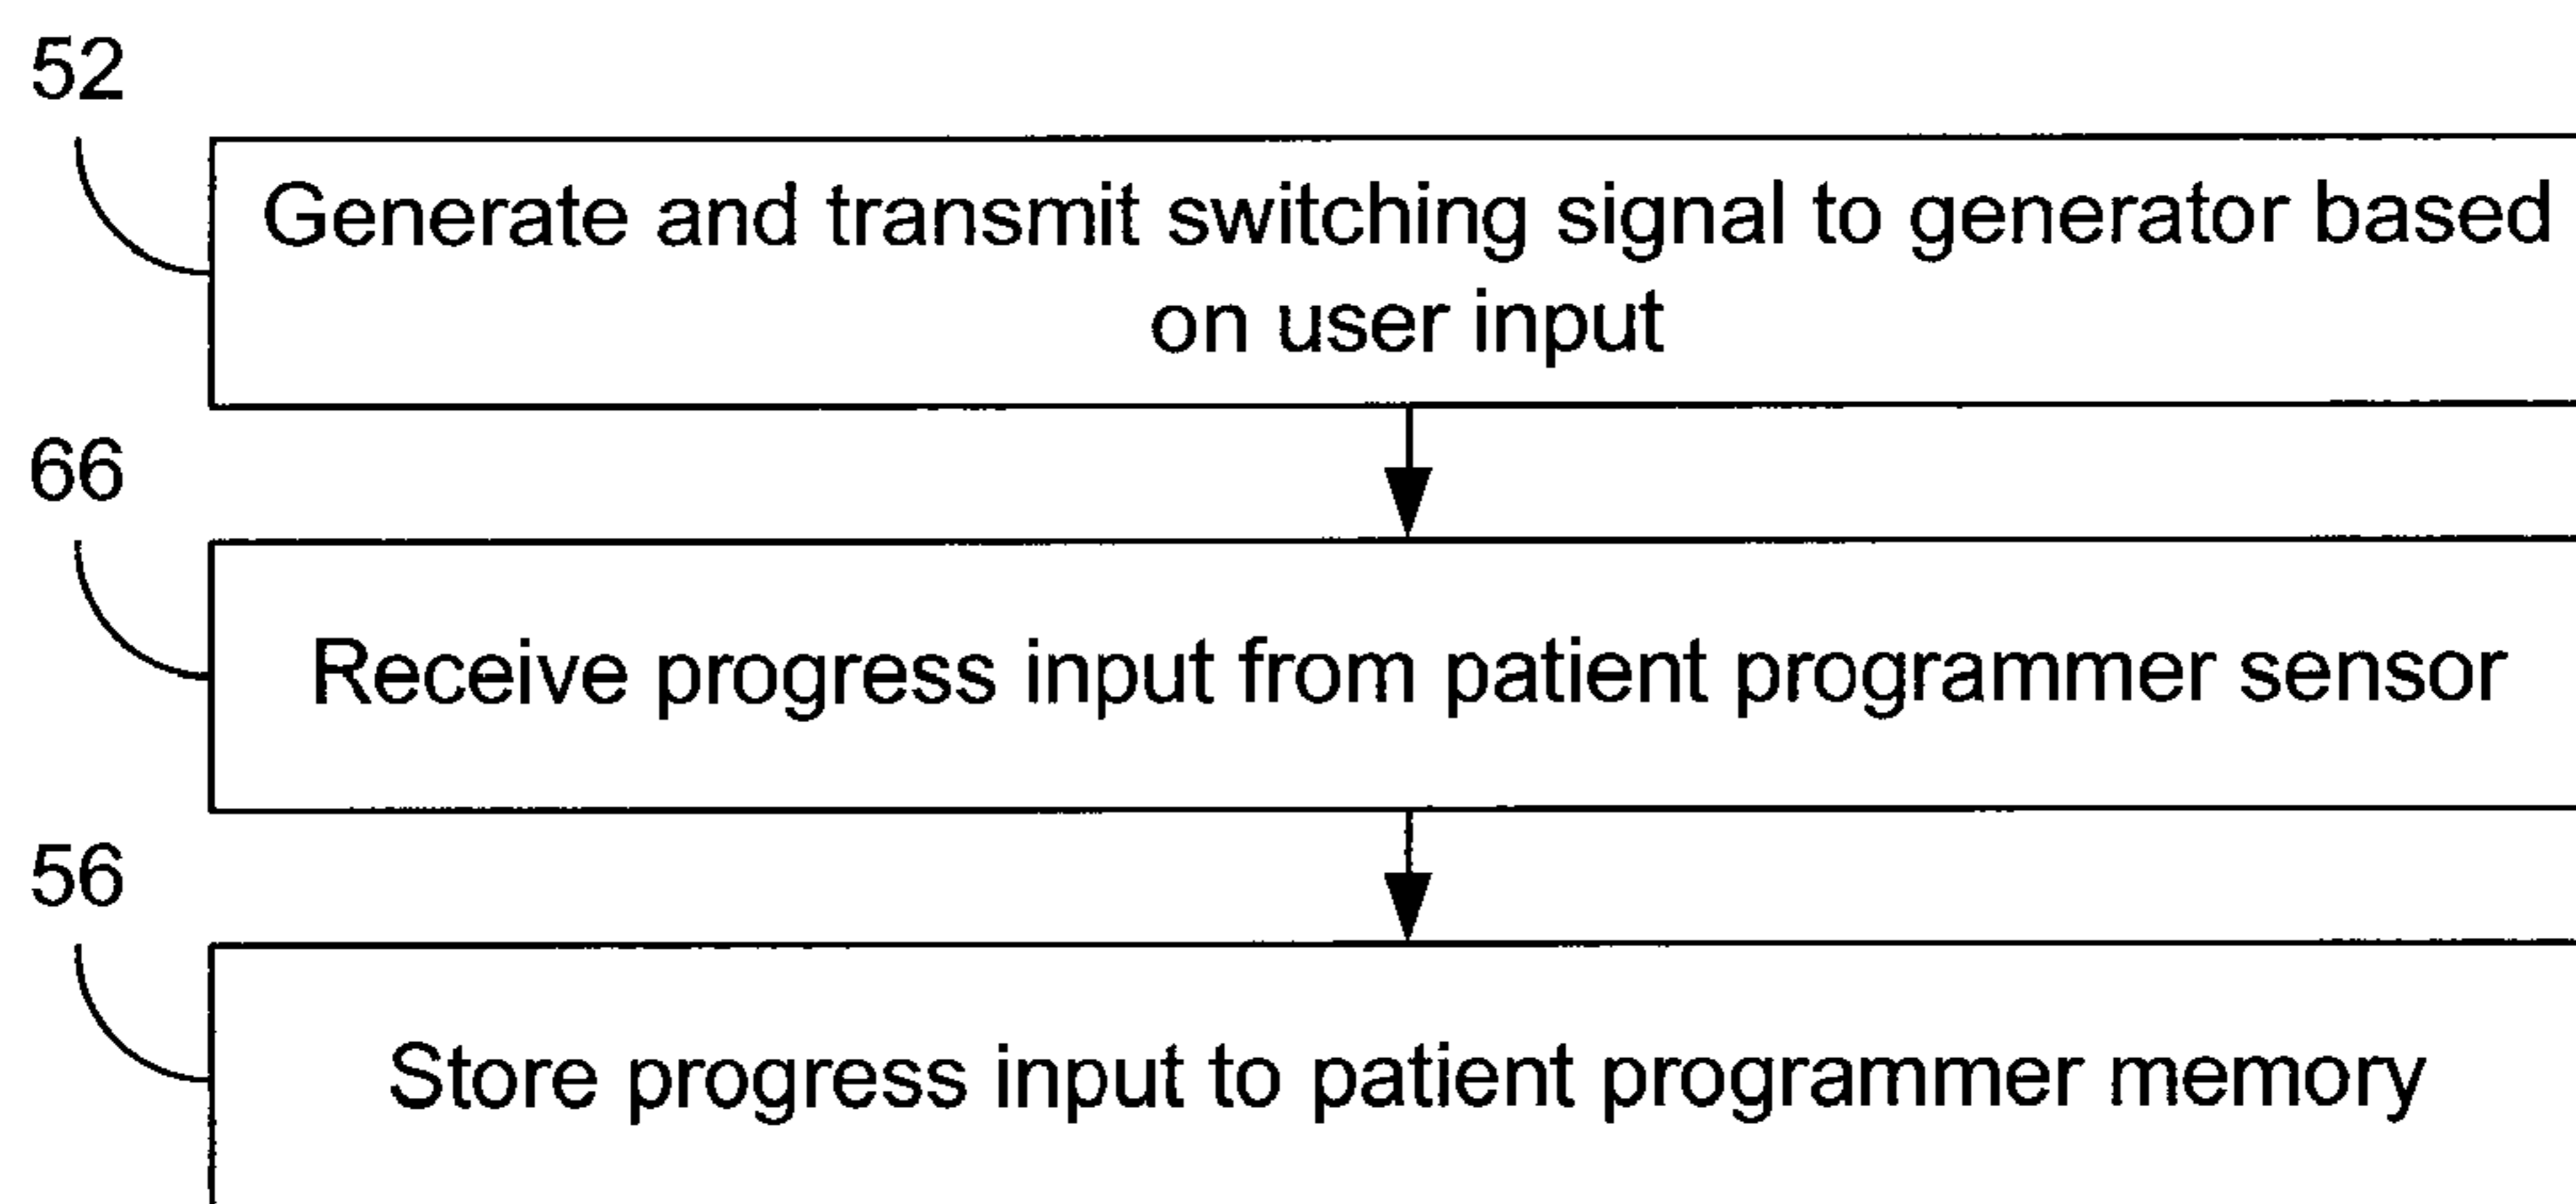 52
Generate and transmit switching signal to generator based
on user input
66
Receive progress input from patient programmer sensor
56
Store progress input to patient programmer memory